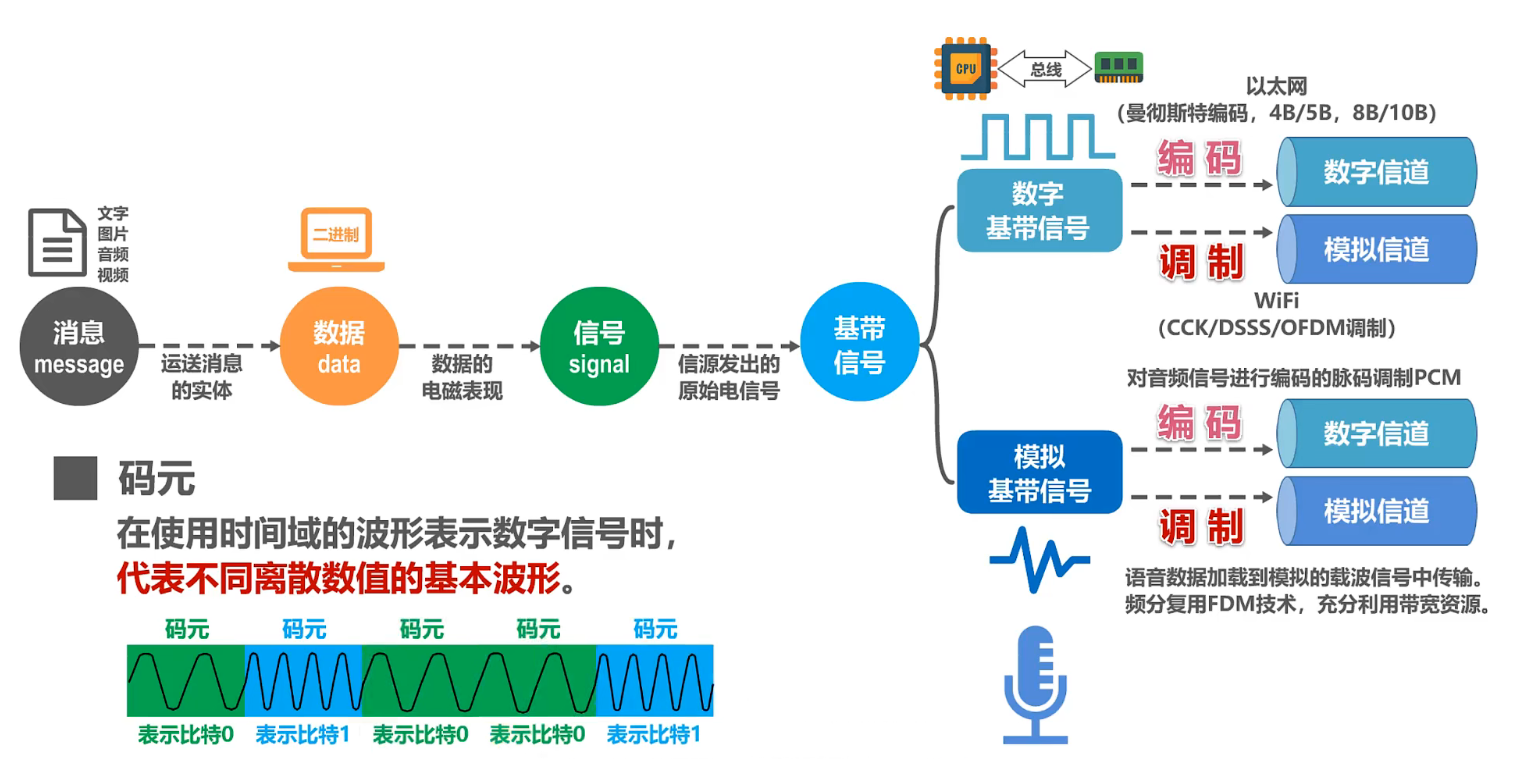 文字
图片
音频
视频
消息
message
运送消息
的实体
二进制
数据
data
数据的
电磁表现
信号
signal
信源发出的
原始电信号
基带
信号
CPU
总线
数字
基带信号
以太网
（曼彻斯特编码，4B/5B，8B/10B）
编码
数字信道
调制
模拟信道
WiFi
（CCK/DSSS/OFDM调制）
模拟
基带信号
对音频信号进行编码的脉码调制PCM
编码
数字信道
调制
模拟信道
语音数据加载到模拟的载波信号中传输。
频分复用FDM技术，充分利用带宽资源。
码元
在使用时间域的波形表示数字信号时，
代表不同离散数值的基本波形。
码元 码元 码元 码元 码元
表示比特0 表示比特1 表示比特0 表示比特0 表示比特1